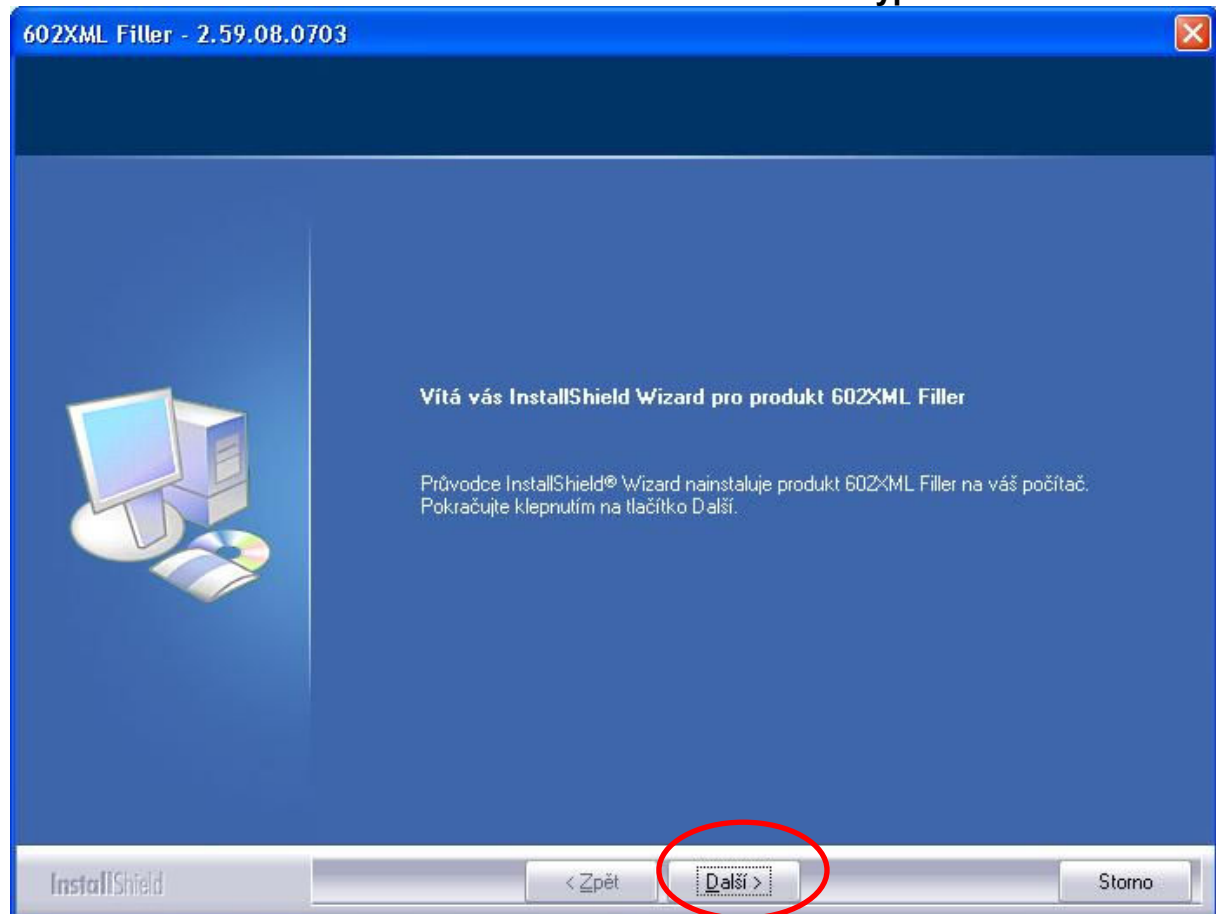 602XML Filler - 2.59.08.0703
Vítá vás InstallShield Wizard pro produkt 602XML Filler
Průvodce InstallShield® Wizard nainstaluje produkt 602XML Filler na váš počítač.
Pokračujte klepnutím na tlačítko Další.
InstallShield
< Zpět Další > Storno